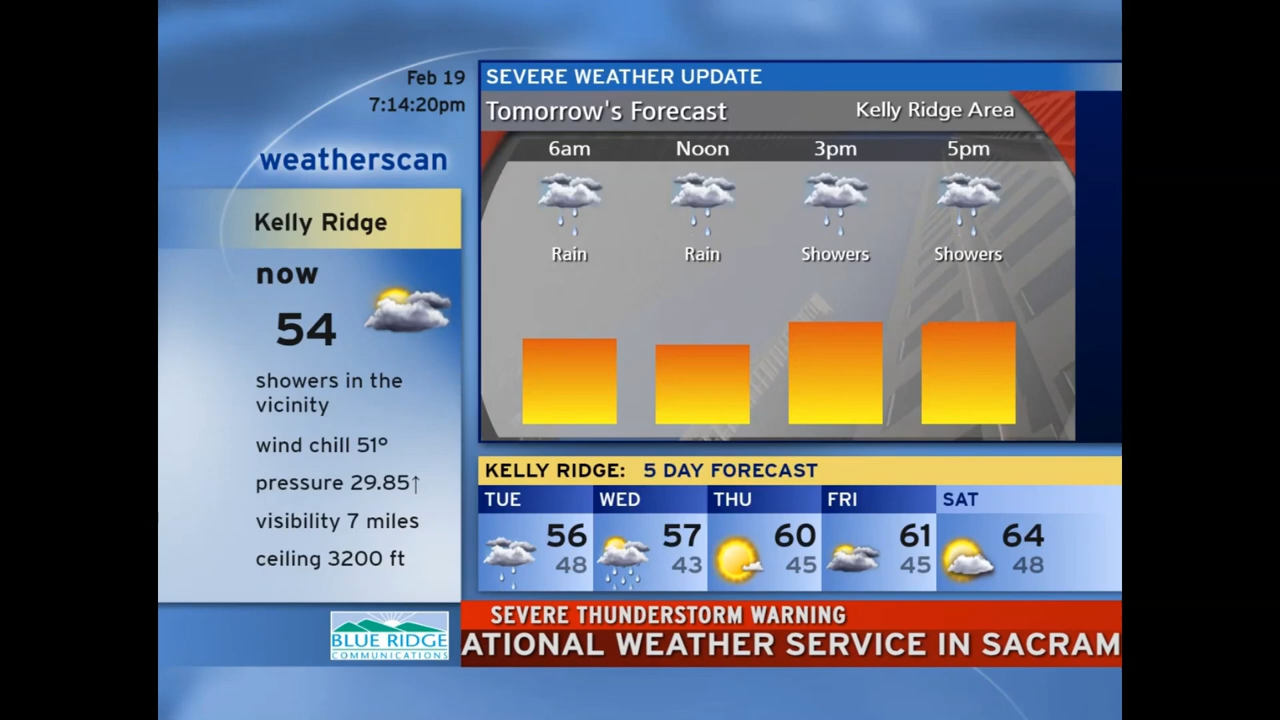 Feb 19
7:14:20pm
weatherscan
Kelly Ridge
now
54
showers in the
vicinity
wind chill 51°
pressure 29.85↑
visibility 7 miles
ceiling 3200 ft
SEVERE WEATHER UPDATE
Tomorrow's Forecast Kelly Ridge Area
6am Noon 3pm 5pm
Rain Rain Showers Showers
KELLY RIDGE: 5 DAY FORECAST
TUE WED THU FRI SAT
56 57 60 61 64
48 43 45 45 48
BLUE RIDGE
COMMUNICATIONS
SEVERE THUNDERSTORM WARNING
ATIONAL WEATHER SERVICE IN SACRAM